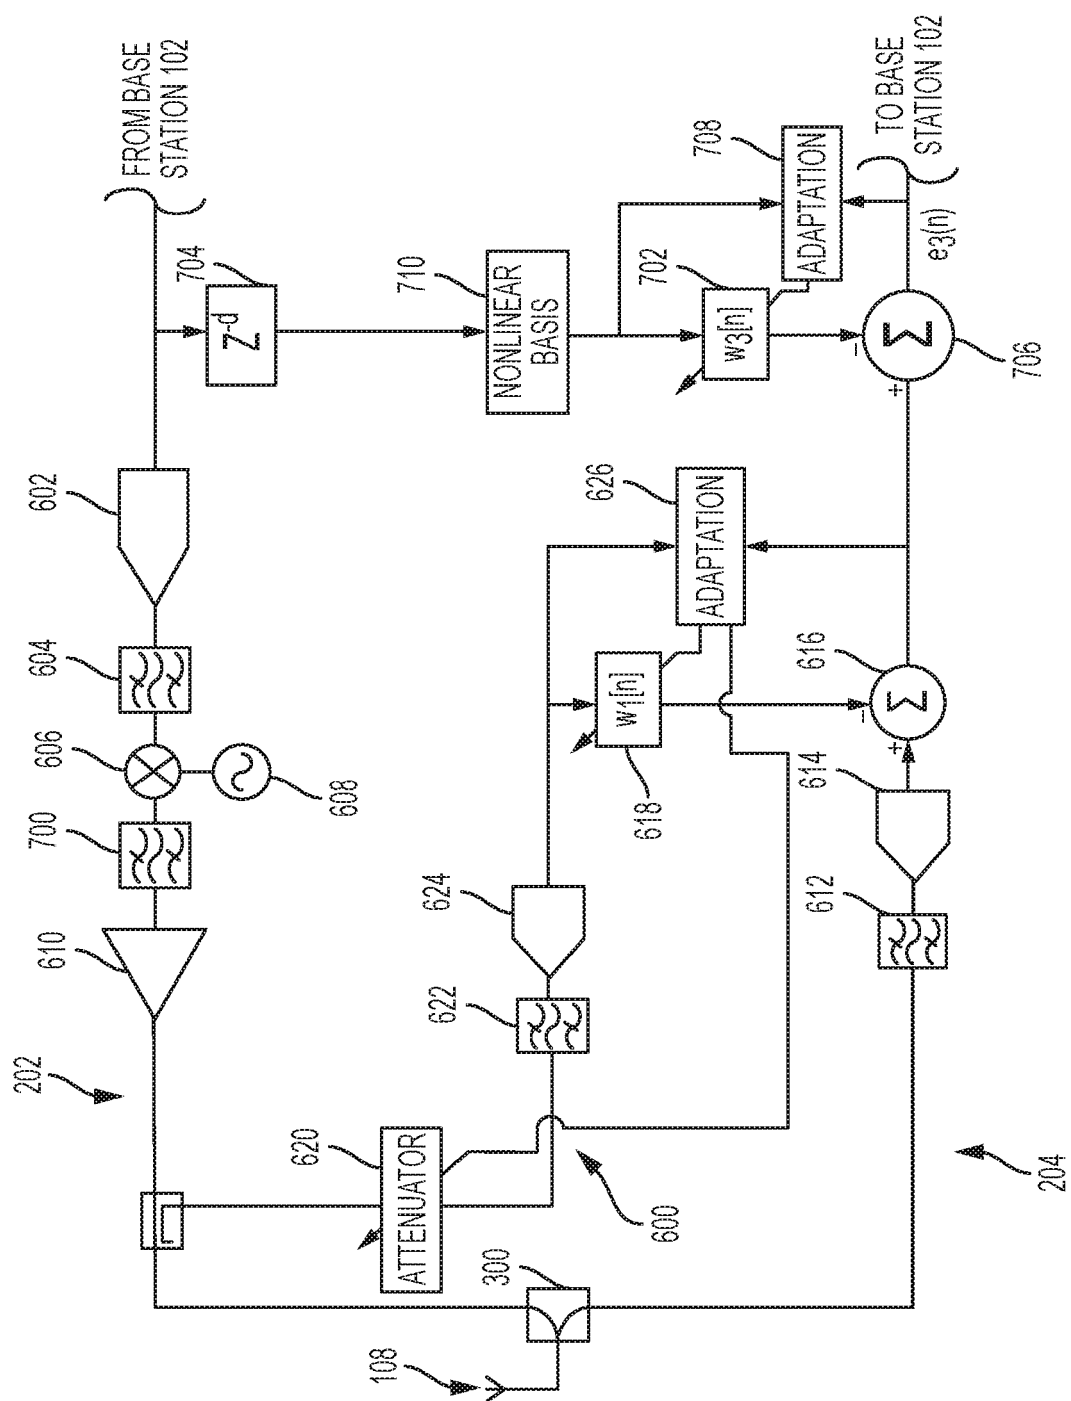 FROM BASE
STATION 102
704
602
604
606
608
700
610
202
Z-d
710
NONLINEAR
BASIS
702
w3[n]
708
ADAPTATION
TO BASE
STATION 102
e3(n)
Σ
706
+
−
626
ADAPTATION
w1[n]
618
616
Σ
+
−
614
612
624
622
620
ATTENUATOR
600
300
108
204